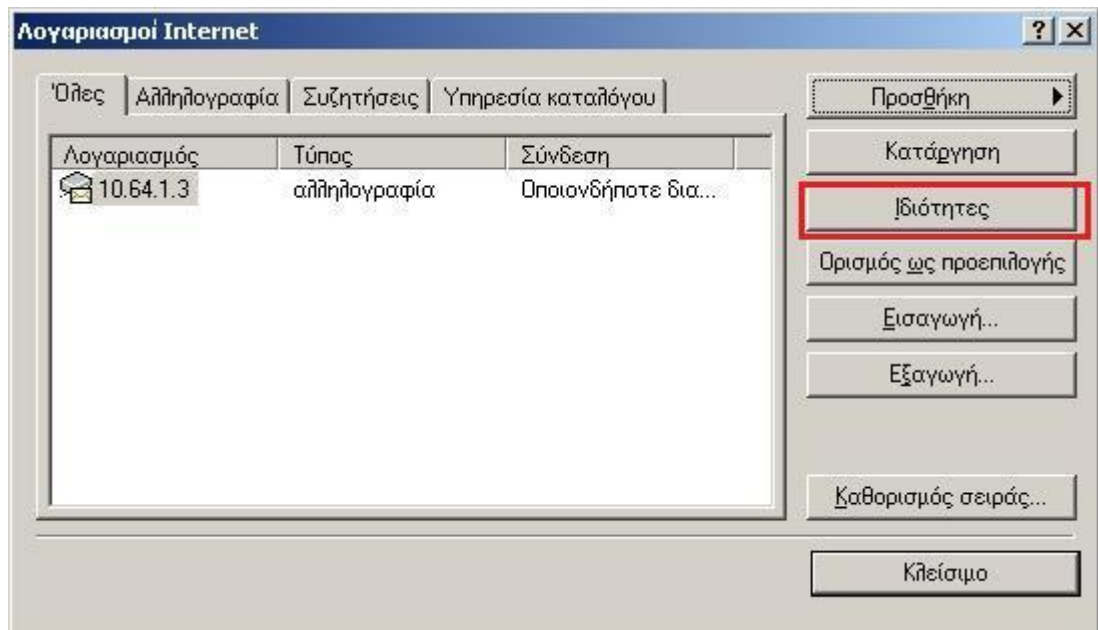 Λογαριασμοί Internet
Όλες Αλληλογραφία Συζητήσεις Υπηρεσία καταλόγου
Λογαριασμός Τύπος Σύνδεση
10.64.1.3 αλληλογραφία Οποιονδήποτε δια...
Προσθήκη
Κατάργηση
Ιδιότητες
Ορισμός ως προεπιλογής
Εισαγωγή...
Εξαγωγή...
Καθορισμός σειράς...
Κλείσιμο